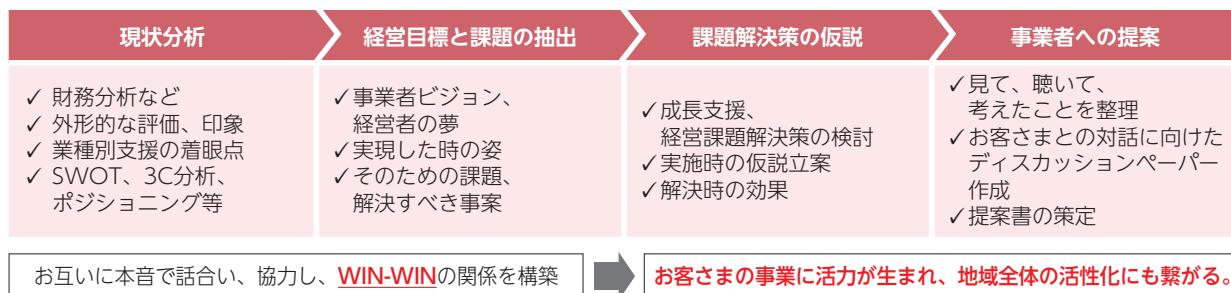 現状分析
経営目標と課題の抽出
課題解決策の仮説
事業者への提案
✓ 財務分析など
✓ 外形的な評価、印象
✓ 業種別支援の着眼点
✓ SWOT、3C分析、
ポジショニング等
✓事業者ビジョン、
経営者の夢
✓実現した時の姿
✓そのための課題、
解決すべき事案
✓成長支援、
経営課題解決策の検討
✓実施時の仮説立案
✓解決時の効果
✓見て、聴いて、
考えたことを整理
✓お客さまとの対話に向けた
ディスカッションペーパー
作成
✓提案書の策定
お互いに本音で話合い、協力し、WIN-WINの関係を構築
お客さまの事業に活力が生まれ、地域全体の活性化にも繋がる。